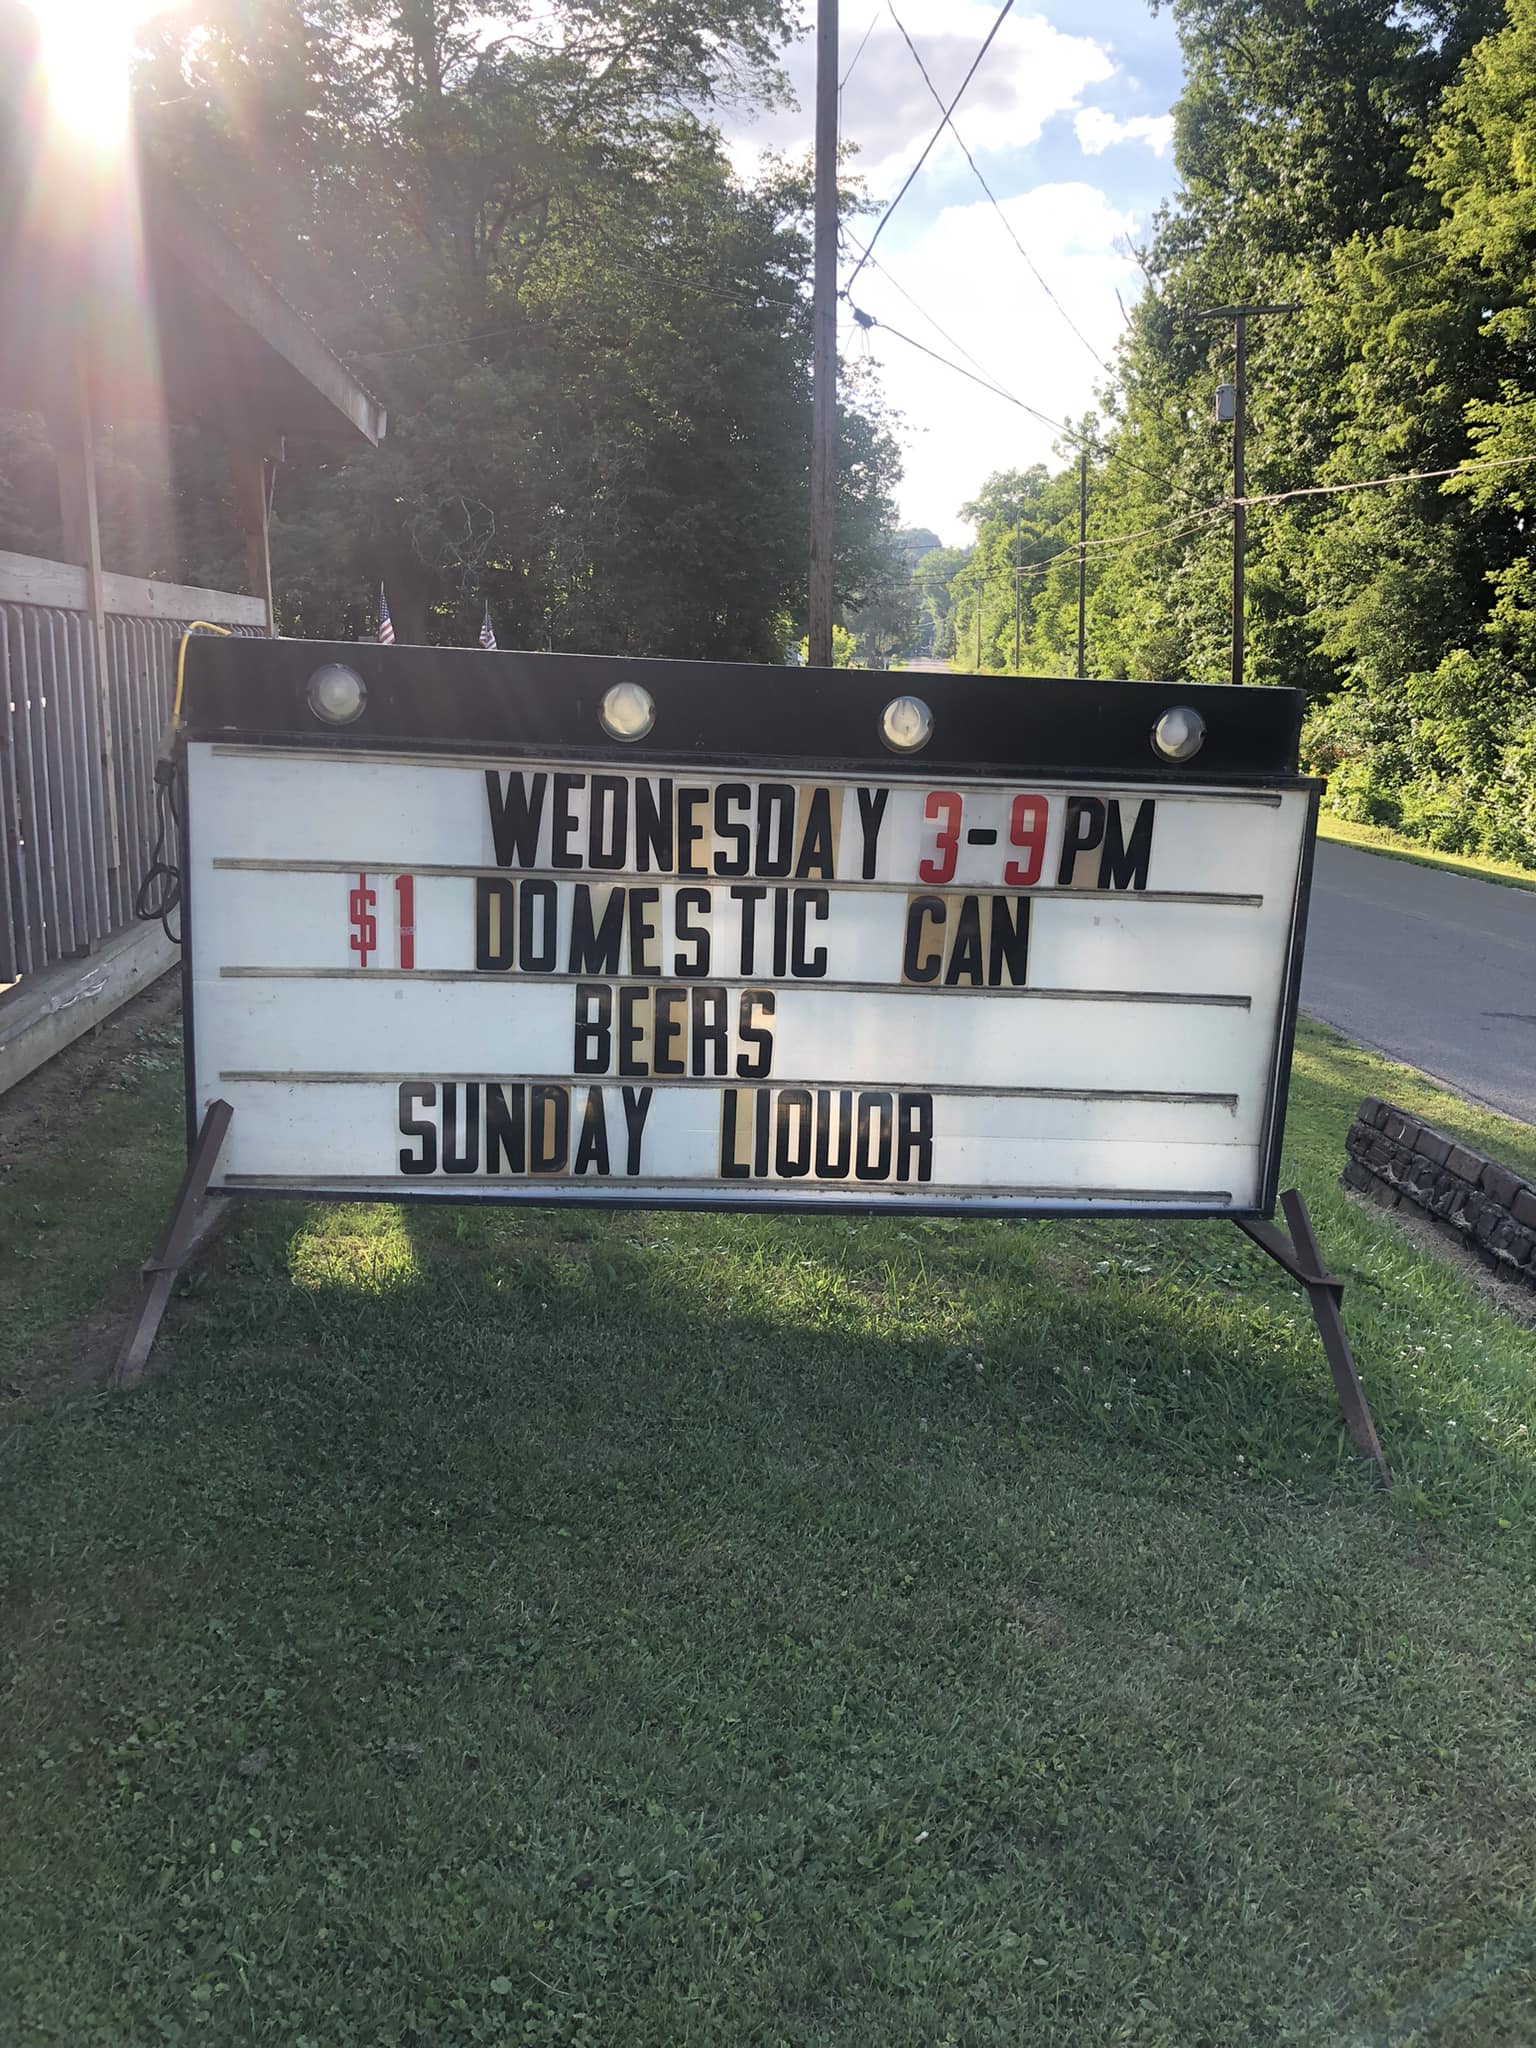 WEDNESDAY 3-9PM
$1 DOMESTIC CAN
BEERS
SUNDAY LIQUOR